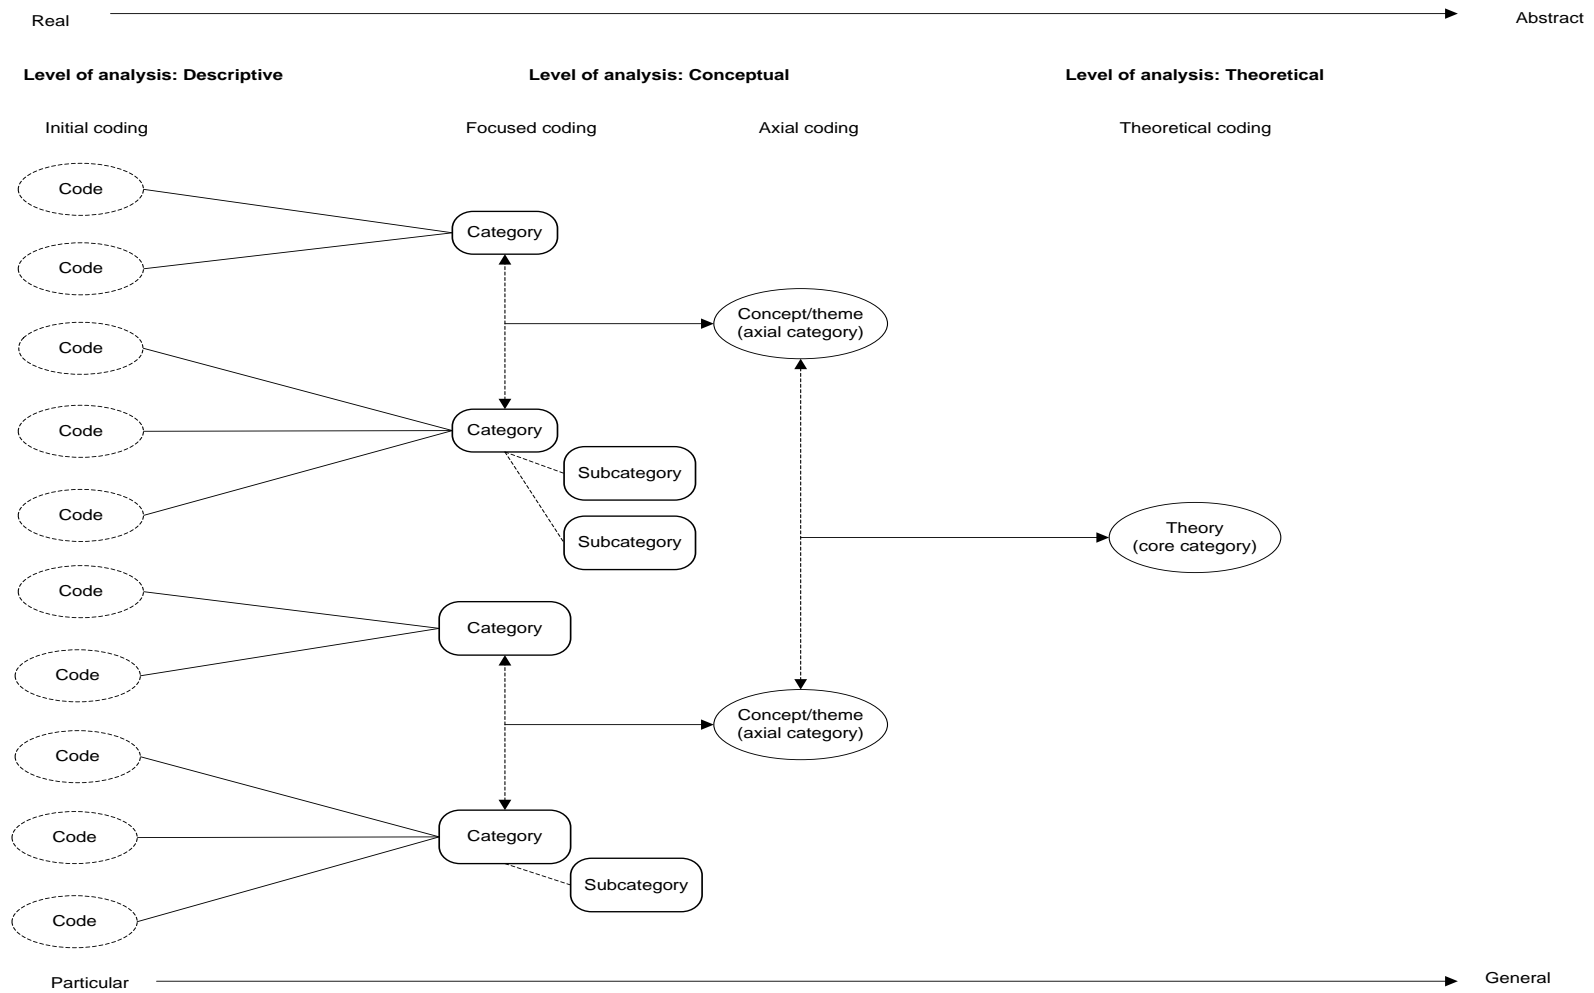 Real
Abstract
Level of analysis: Descriptive
Level of analysis: Conceptual
Level of analysis: Theoretical
Initial coding
Focused coding
Axial coding
Theoretical coding
Code
Category
Code
Concept/theme
(axial category)
Code
Code
Category
Subcategory
Code
Subcategory
Theory
(core category)
Code
Category
Code
Concept/theme
(axial category)
Code
Code
Category
Subcategory
Code
Particular
General